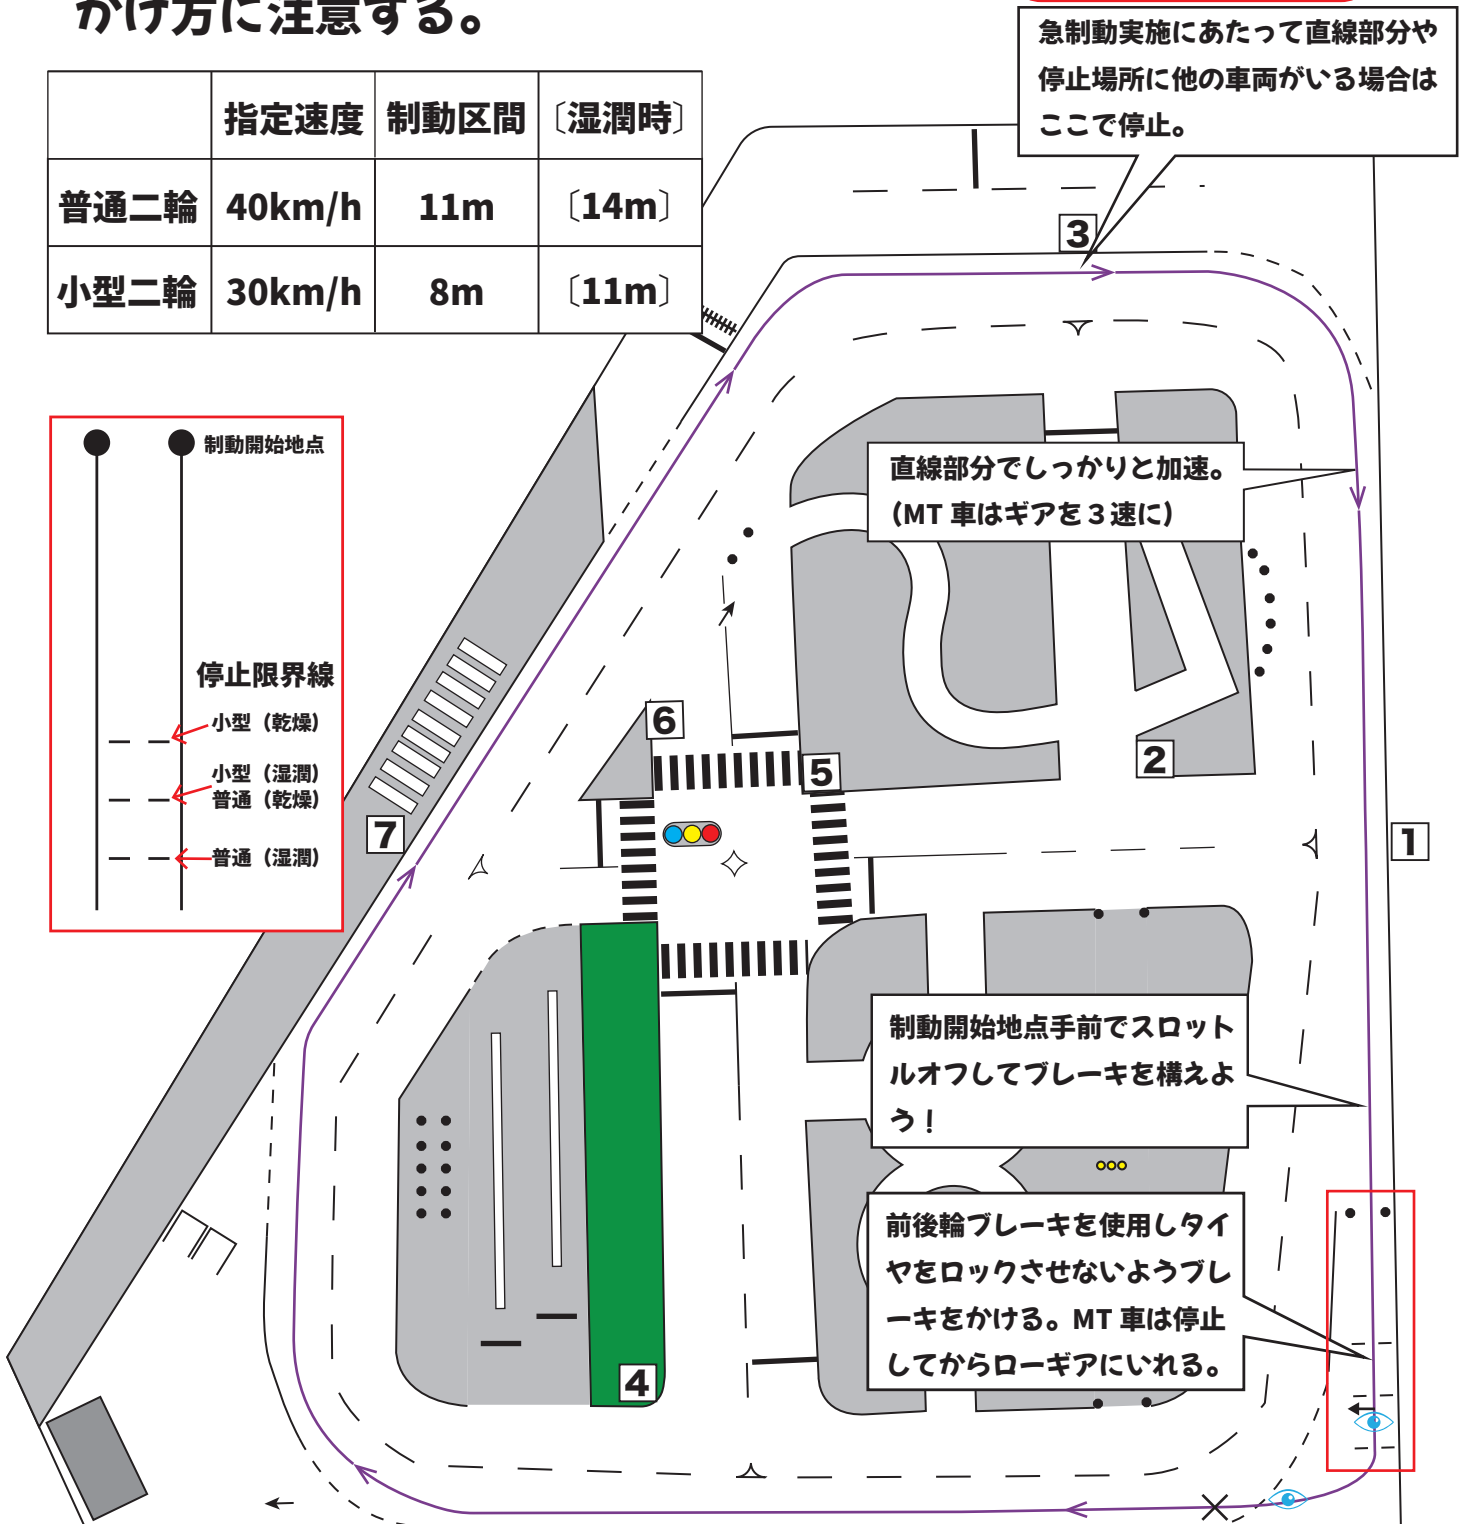 かけ方に注意する。
指定速度 制動区間 〔湿潤時〕
普通二輪 40km/h 11m 〔14m〕
小型二輪 30km/h 8m 〔11m〕
急制動実施にあたって直線部分や
停止場所に他の車両がいる場合は
ここで停止。
3
制動開始地点
停止限界線
小型（乾燥）
小型（湿潤）
普通（乾燥）
普通（湿潤）
直線部分でしっかりと加速。
（MT 車はギアを３速に）
6
5
2
7
1
制動開始地点手前でスロット
ルオフしてブレーキを構えよ
う！
前後輪ブレーキを使用しタイ
ヤをロックさせないようブレ
ーキをかける。MT 車は停止
してからローギアにいれる。
4